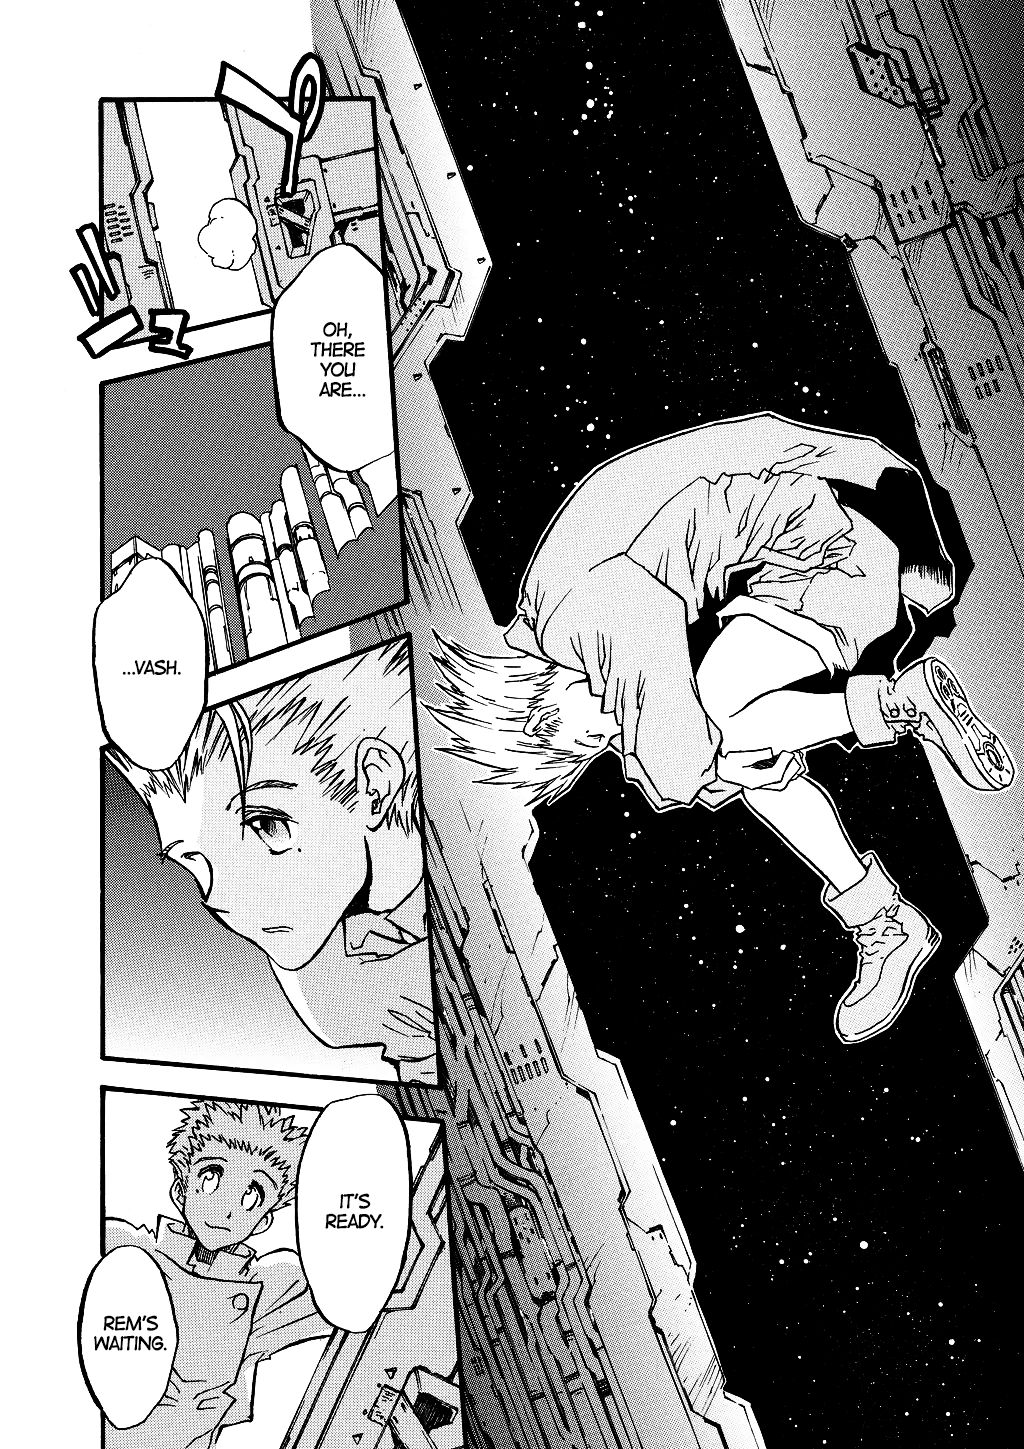 OH,
THERE
YOU
ARE...
...VASH.
IT'S
READY.
REM'S
WAITING.